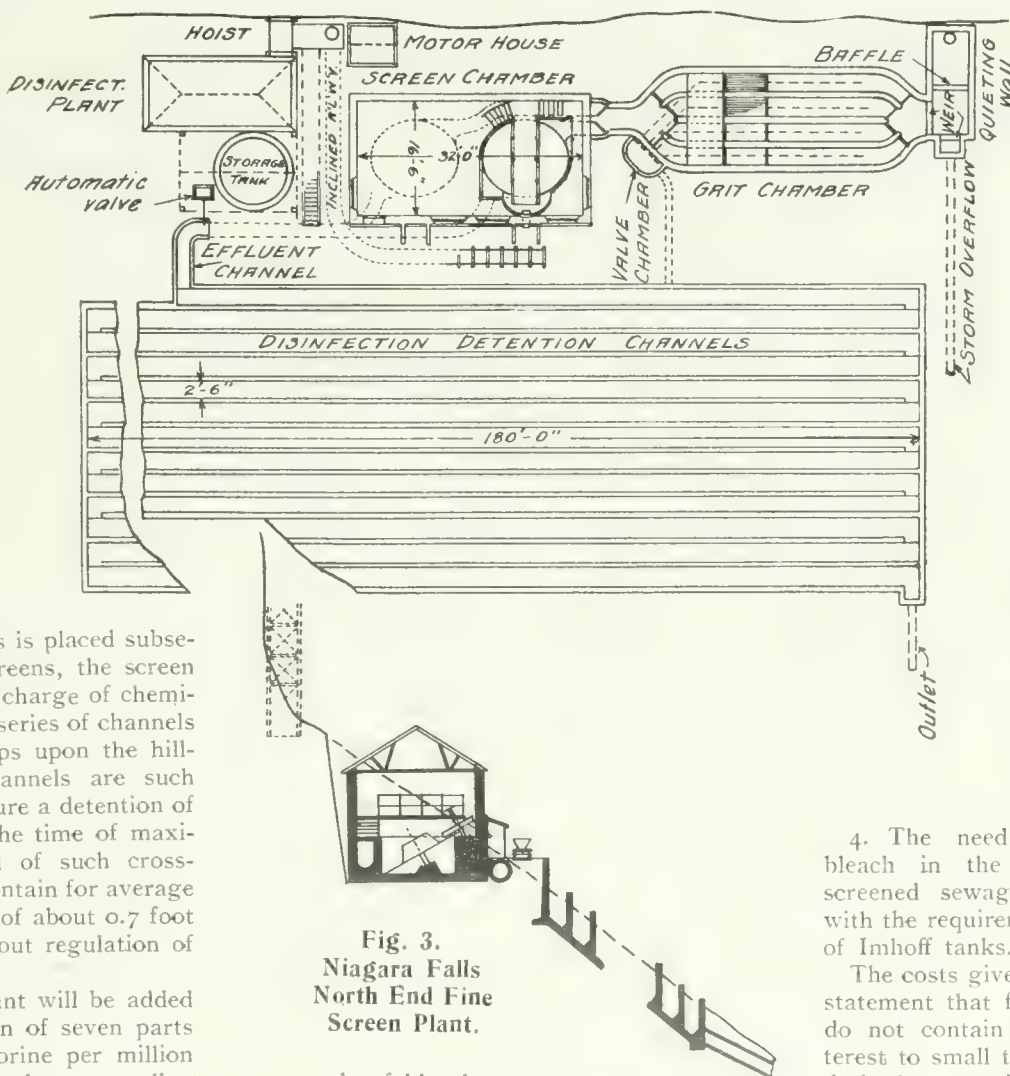 HOIST
MOTOR HOUSE
BAFFLE
QUIETING
Well
DISINFECT.
PLANT
SCREEN CHAMBER
WEIR
INCLINED RLWY.
16'-6"
32'-0"
STORAGE
TANK
Automatic
valve
VALVE
CHAMBER
GRIT CHAMBER
STORM OVERFLOW
EFFLUENT
CHANNEL
DISINFECTION DETENTION CHANNELS
2'-6"
180'-0"
Outlet
s is placed subse-
reens, the screen
charge of chemi-
series of channels
ps upon the hill-
annels are such
ure a detention of
he time of maxi-
of such cross-
ntain for average
of about 0.7 foot
out regulation of
nt will be added
n of seven parts
orine per million
Fig. 3.
Niagara Falls
North End Fine
Screen Plant.
4. The need
bleach in the
screened sewag
with the requirem
of Imhoff tanks.
The costs give
statement that f
do not contain
terest to small t